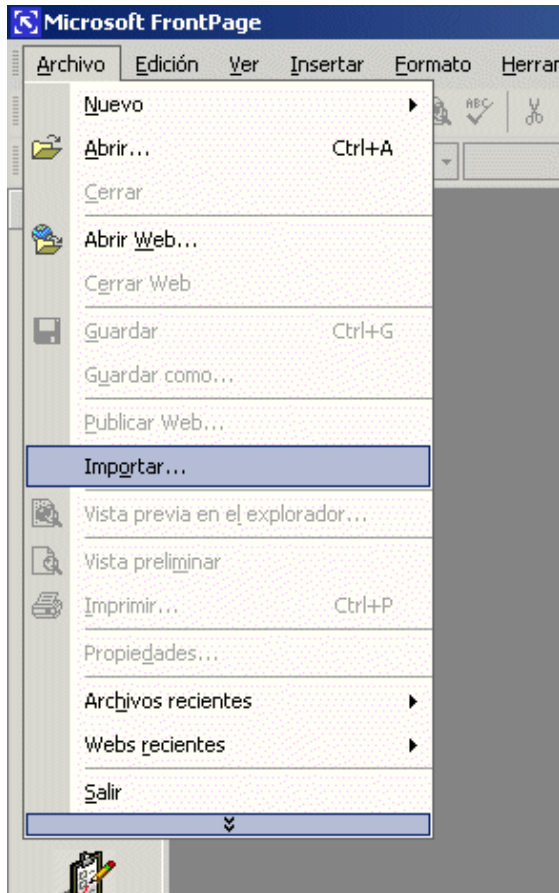 Microsoft FrontPage
Archivo Edición Ver Insertar Formato
Nuevo
ABC
Abrir... Ctrl+A
Cerrar
Abrir Web...
Cerrar Web
Guardar Ctrl+G
Guardar como...
Publicar Web...
Importar...
Vista previa en el explorador...
Vista preliminar
Imprimir... Ctrl+P
Propiedades...
Archivos recientes
Webs recientes
Salir